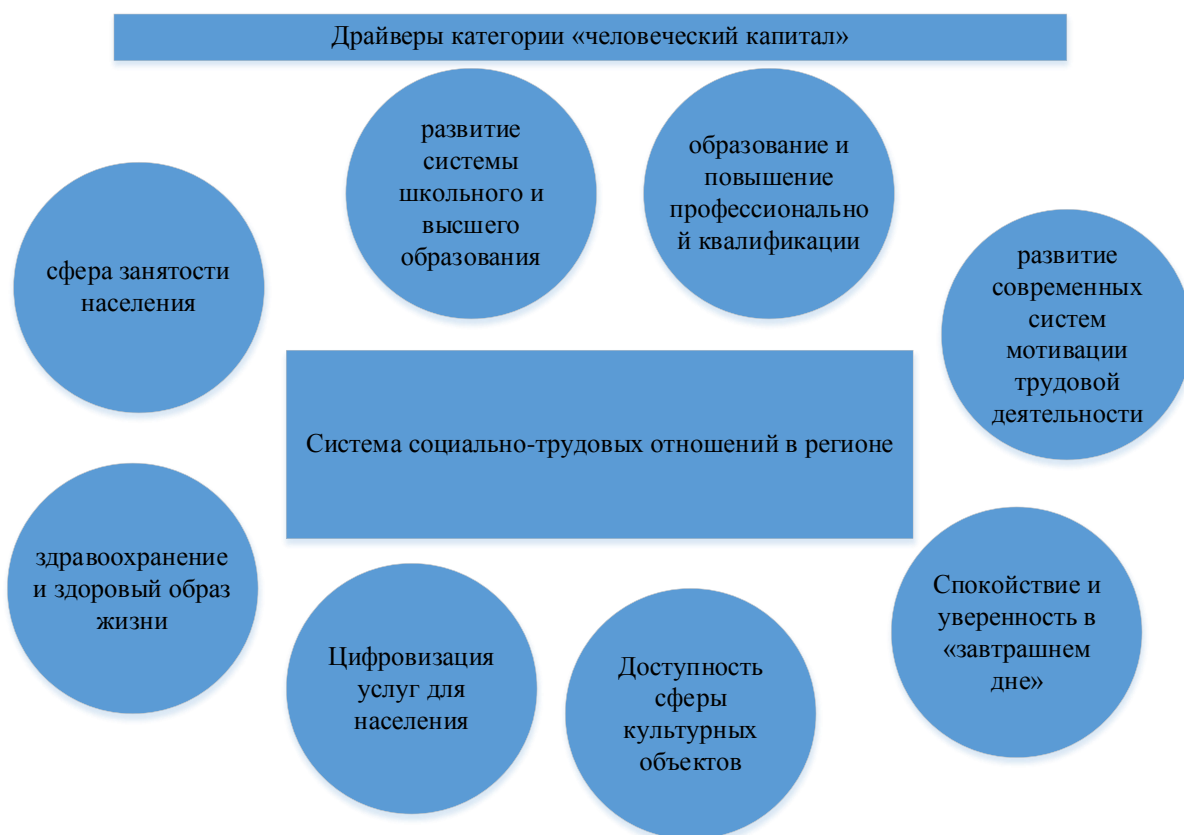 Драйверы категории «человеческий капитал»
развитие
системы
школьного и
высшего
образования
образование и
повышение
профессионально
й квалификации
сфера занятости
населения
развитие
современных
систем
мотивации
трудовой
деятельности
Система социально-трудовых отношений в регионе
здравоохранение
и здоровый образ
жизни
Спокойствие и
уверенность в
«завтрашнем
дне»
Цифровизация
услуг для
населения
Доступность
сферы
культурных
объектов